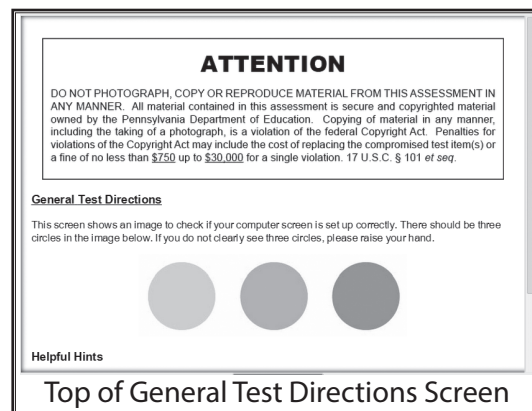 ATTENTION
DO NOT PHOTOGRAPH, COPY OR REPRODUCE MATERIAL FROM THIS ASSESSMENT IN
ANY MANNER. All material contained in this assessment is secure and copyrighted material
owned by the Pennsylvania Department of Education. Copying of material in any manner,
including the taking of a photograph, is a violation of the federal Copyright Act. Penalties for
violations of the Copyright Act may include the cost of replacing the compromised test item(s) or
a fine of no less than $750 up to $30,000 for a single violation. 17 U.S.C. § 101 et seq.
General Test Directions
This screen shows an image to check if your computer screen is set up correctly. There should be three
circles in the image below. If you do not clearly see three circles, please raise your hand.
Helpful Hints
Top of General Test Directions Screen